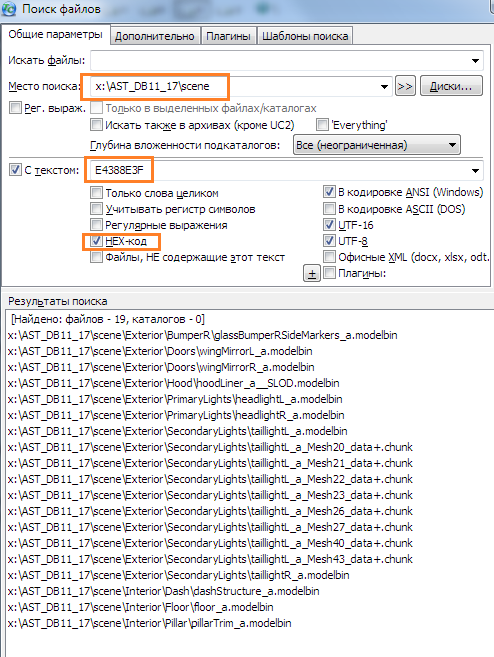 Поиск файлов
Общие параметры Дополнительно Плагины Шаблоны поиска
Искать файлы:
Место поиска: x:\AST_DB11_17\scene >> Диски...
Рег. выраж. Только в выделенных файлах/каталогах
Искать также в архивах (кроме UC2) 'Everything'
Глубина вложенности подкаталогов: Все (неограниченная)
С текстом: E4388E3F
Только слова целиком В кодировке ANSI (Windows)
Учитывать регистр символов В кодировке ASCII (DOS)
Регулярные выражения UTF-16
HEX-код UTF-8
Файлы, НЕ содержащие этот текст Офисные XML (docx, xlsx, odt.
+ Плагины:
Результаты поиска
[Найдено: файлов - 19, каталогов - 0]
x:\AST_DB11_17\scene\Exterior\BumperR\glassBumperRSideMarkers_a.modelbin
x:\AST_DB11_17\scene\Exterior\Doors\wingMirrorL_a.modelbin
x:\AST_DB11_17\scene\Exterior\Doors\wingMirrorR_a.modelbin
x:\AST_DB11_17\scene\Exterior\Hood\hoodLiner_a__SLOD.modelbin
x:\AST_DB11_17\scene\Exterior\PrimaryLights\headlightL_a.modelbin
x:\AST_DB11_17\scene\Exterior\PrimaryLights\headlightR_a.modelbin
x:\AST_DB11_17\scene\Exterior\SecondaryLights\taillightL_a.modelbin
x:\AST_DB11_17\scene\Exterior\SecondaryLights\taillightL_a_Mesh20_data+.chunk
x:\AST_DB11_17\scene\Exterior\SecondaryLights\taillightL_a_Mesh21_data+.chunk
x:\AST_DB11_17\scene\Exterior\SecondaryLights\taillightL_a_Mesh22_data+.chunk
x:\AST_DB11_17\scene\Exterior\SecondaryLights\taillightL_a_Mesh23_data+.chunk
x:\AST_DB11_17\scene\Exterior\SecondaryLights\taillightL_a_Mesh26_data+.chunk
x:\AST_DB11_17\scene\Exterior\SecondaryLights\taillightL_a_Mesh27_data+.chunk
x:\AST_DB11_17\scene\Exterior\SecondaryLights\taillightL_a_Mesh40_data+.chunk
x:\AST_DB11_17\scene\Exterior\SecondaryLights\taillightL_a_Mesh43_data+.chunk
x:\AST_DB11_17\scene\Exterior\SecondaryLights\taillightR_a.modelbin
x:\AST_DB11_17\scene\Interior\Dash\dashStructure_a.modelbin
x:\AST_DB11_17\scene\Interior\Floor\floor_a.modelbin
x:\AST_DB11_17\scene\Interior\Pillar\pillarTrim_a.modelbin